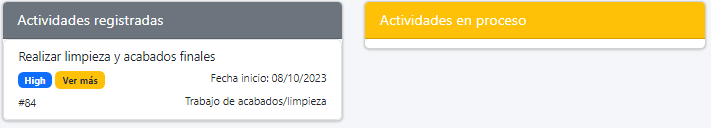 Actividades registradas
Realizar limpieza y acabados finales
High Ver más Fecha inicio: 08/10/2023
#84 Trabajo de acabados/limpieza
Actividades en proceso